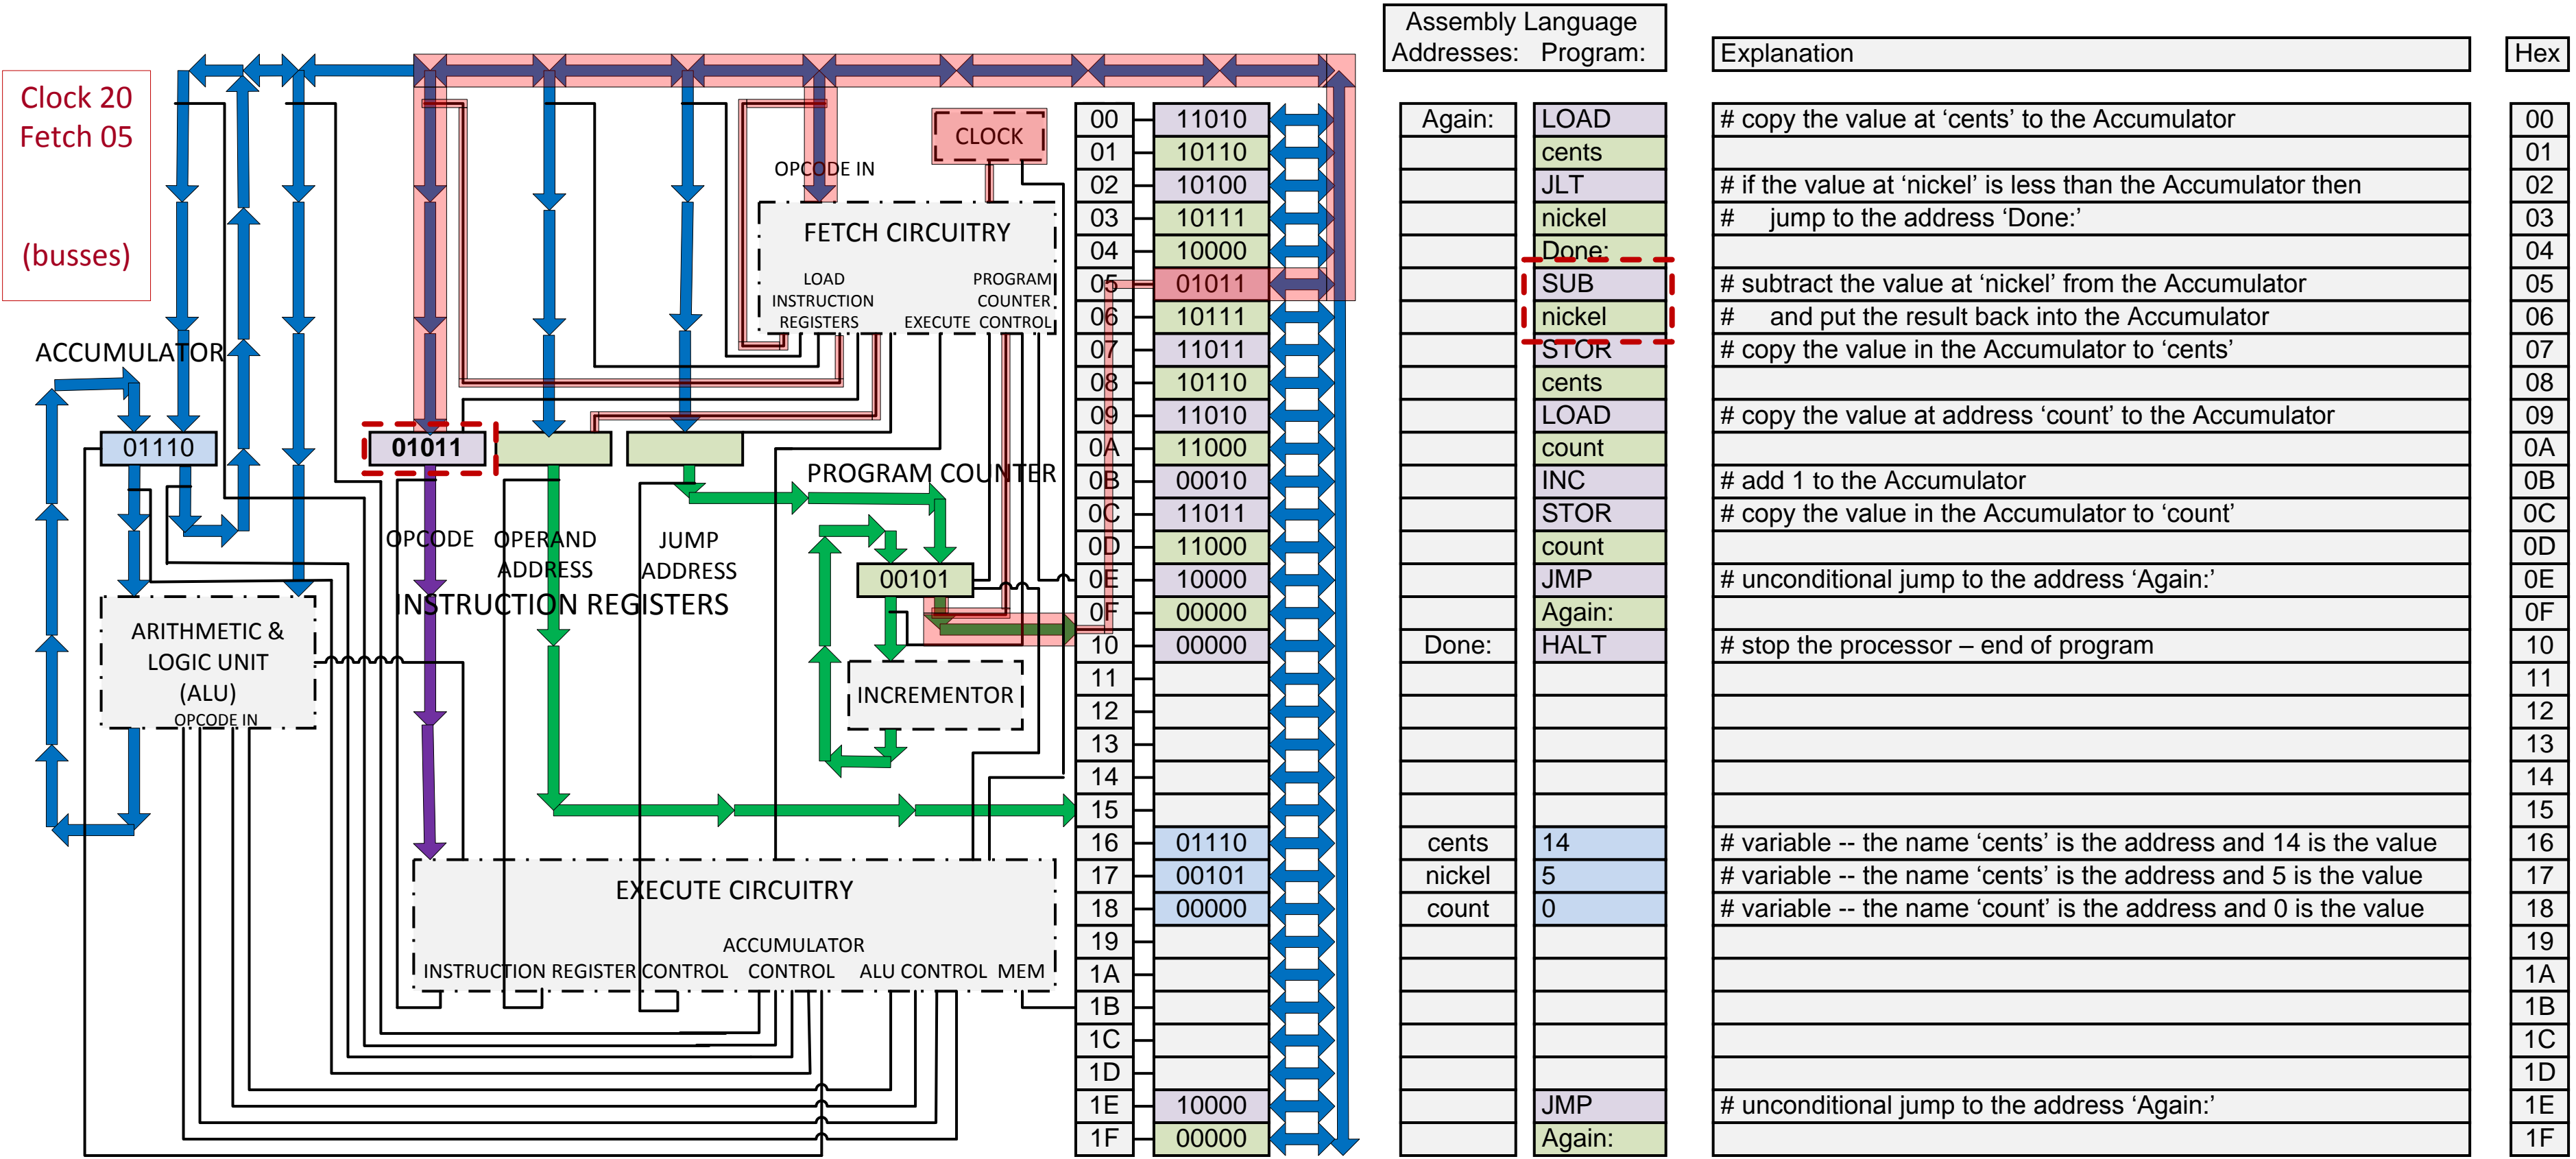 Clock 20
Fetch 05
(busses)
CLOCK
OPCODE IN
FETCH CIRCUITRY
LOAD INSTRUCTION REGISTERS
EXECUTE
PROGRAM COUNTER CONTROL
ACCUMULATOR
01110
01011
PROGRAM COUNTER
00101
OPCODE
OPERAND ADDRESS
JUMP ADDRESS
INSTRUCTION REGISTERS
ARITHMETIC &
LOGIC UNIT
(ALU)
OPCODE IN
INCREMENTOR
EXECUTE CIRCUITRY
INSTRUCTION REGISTER CONTROL
ACCUMULATOR CONTROL
ALU CONTROL
MEM
Assembly Language
Addresses: Program:
Explanation
Hex
00 11010 Again: LOAD # copy the value at 'cents' to the Accumulator 00
01 10110 cents 01
02 10100 JLT # if the value at 'nickel' is less than the Accumulator then 02
03 10111 nickel # jump to the address 'Done:' 03
04 10000 Done: 04
05 01011 SUB # subtract the value at 'nickel' from the Accumulator 05
06 10111 nickel # and put the result back into the Accumulator 06
07 11011 STOR # copy the value in the Accumulator to 'cents' 07
08 10110 cents 08
09 11010 LOAD # copy the value at address 'count' to the Accumulator 09
0A 11000 count 0A
0B 00010 INC # add 1 to the Accumulator 0B
0C 11011 STOR # copy the value in the Accumulator to 'count' 0C
0D 11000 count 0D
0E 10000 JMP # unconditional jump to the address 'Again:' 0E
0F 00000 Again: 0F
10 00000 Done: HALT # stop the processor – end of program 10
11 11
12 12
13 13
14 14
15 15
16 01110 cents 14 # variable -- the name 'cents' is the address and 14 is the value 16
17 00101 nickel 5 # variable -- the name 'cents' is the address and 5 is the value 17
18 00000 count 0 # variable -- the name 'count' is the address and 0 is the value 18
19 19
1A 1A
1B 1B
1C 1C
1D 1D
1E 10000 JMP # unconditional jump to the address 'Again:' 1E
1F 00000 Again: 1F